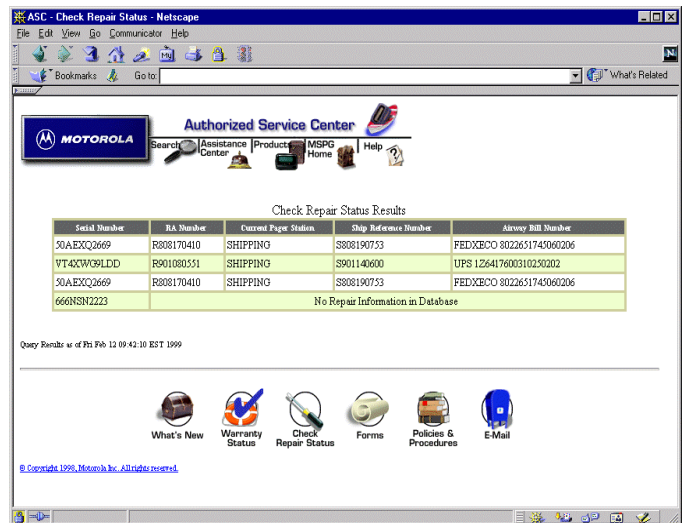 ASC - Check Repair Status - Netscape
File Edit View Go Communicator Help
My
N
Bookmarks Go to: What's Related
MOTOROLA
Authorized Service Center
Search Assistance Center Products MSPG Home Help
Check Repair Status Results
Serial Number RA Number Current Pager Station Ship Reference Number Airway Bill Number
50AEXQ2669 R808170410 SHIPPING S808190753 FEDXECO 8022651745060206
VT4XWG9LDD R901080551 SHIPPING S901140600 UPS 1Z6417600310250202
50AEXQ2669 R808170410 SHIPPING S808190753 FEDXECO 8022651745060206
666NSN2223 No Repair Information in Database
Query Results as of Fri Feb 12 09:42:10 EST 1999
What's New Warranty Status Check Repair Status Forms Policies & Procedures E-Mail
© Copyright 1998, Motorola Inc. All rights reserved.